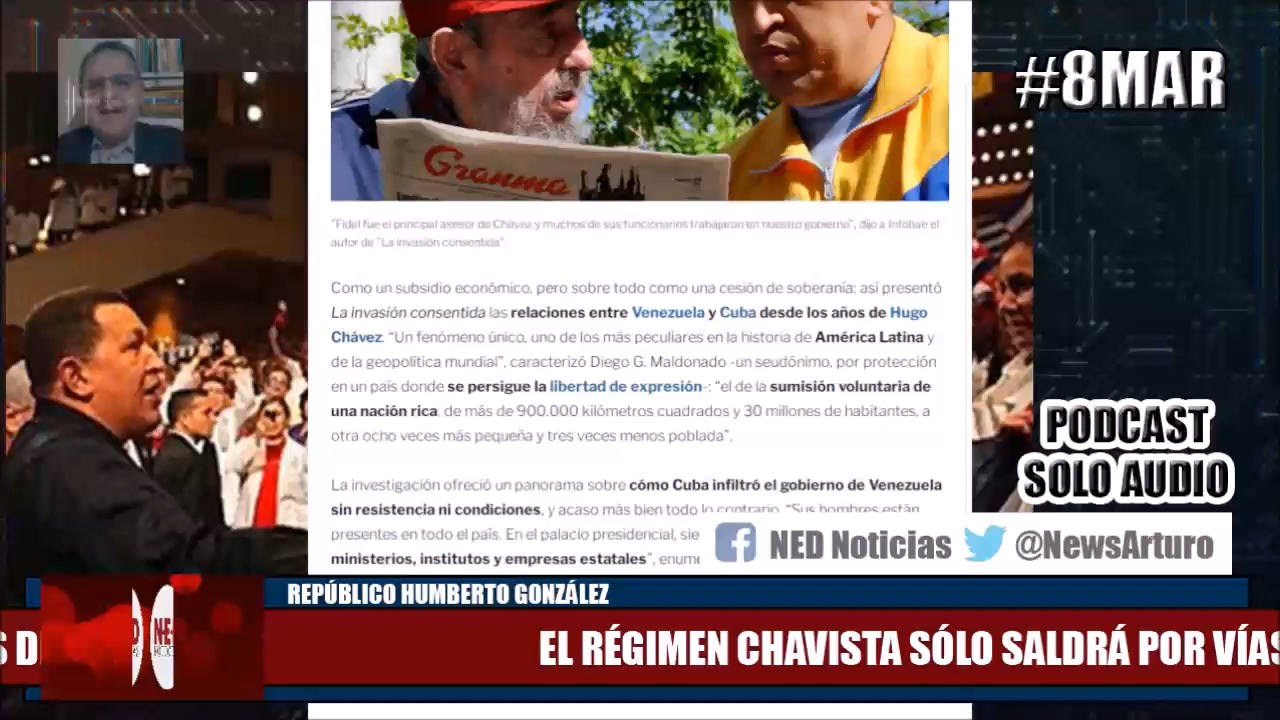 #8MAR
Granma
"Fidel fue el principal asesor de Chávez y muchos de sus funcionarios trabajaron en nuestro gobierno", dijo a Infobae el
autor de "La invasión consentida"
Como un subsidio económico, pero sobre todo como una cesión de soberanía: así presentó
La invasión consentida las relaciones entre Venezuela y Cuba desde los años de Hugo
Chávez. "Un fenómeno único, uno de los más peculiares en la historia de América Latina y
de la geopolítica mundial", caracterizó Diego G. Maldonado -un seudónimo, por protección
en un país donde se persigue la libertad de expresión-: "el de la sumisión voluntaria de
una nación rica, de más de 900.000 kilómetros cuadrados y 30 millones de habitantes, a
otra ocho veces más pequeña y tres veces menos poblada".
La investigación ofreció un panorama sobre cómo Cuba infiltró el gobierno de Venezuela
sin resistencia ni condiciones, y acaso más bien todo lo contrario. "Sus hombres están
presentes en todo el país. En el palacio presidencial, sie
ministerios, institutos y empresas estatales", enume
PODCAST
SOLO AUDIO
NED Noticias @NewsArturo
REPÚBLICO HUMBERTO GONZÁLEZ
S D
EL RÉGIMEN CHAVISTA SÓLO SALDRÁ POR VÍAS